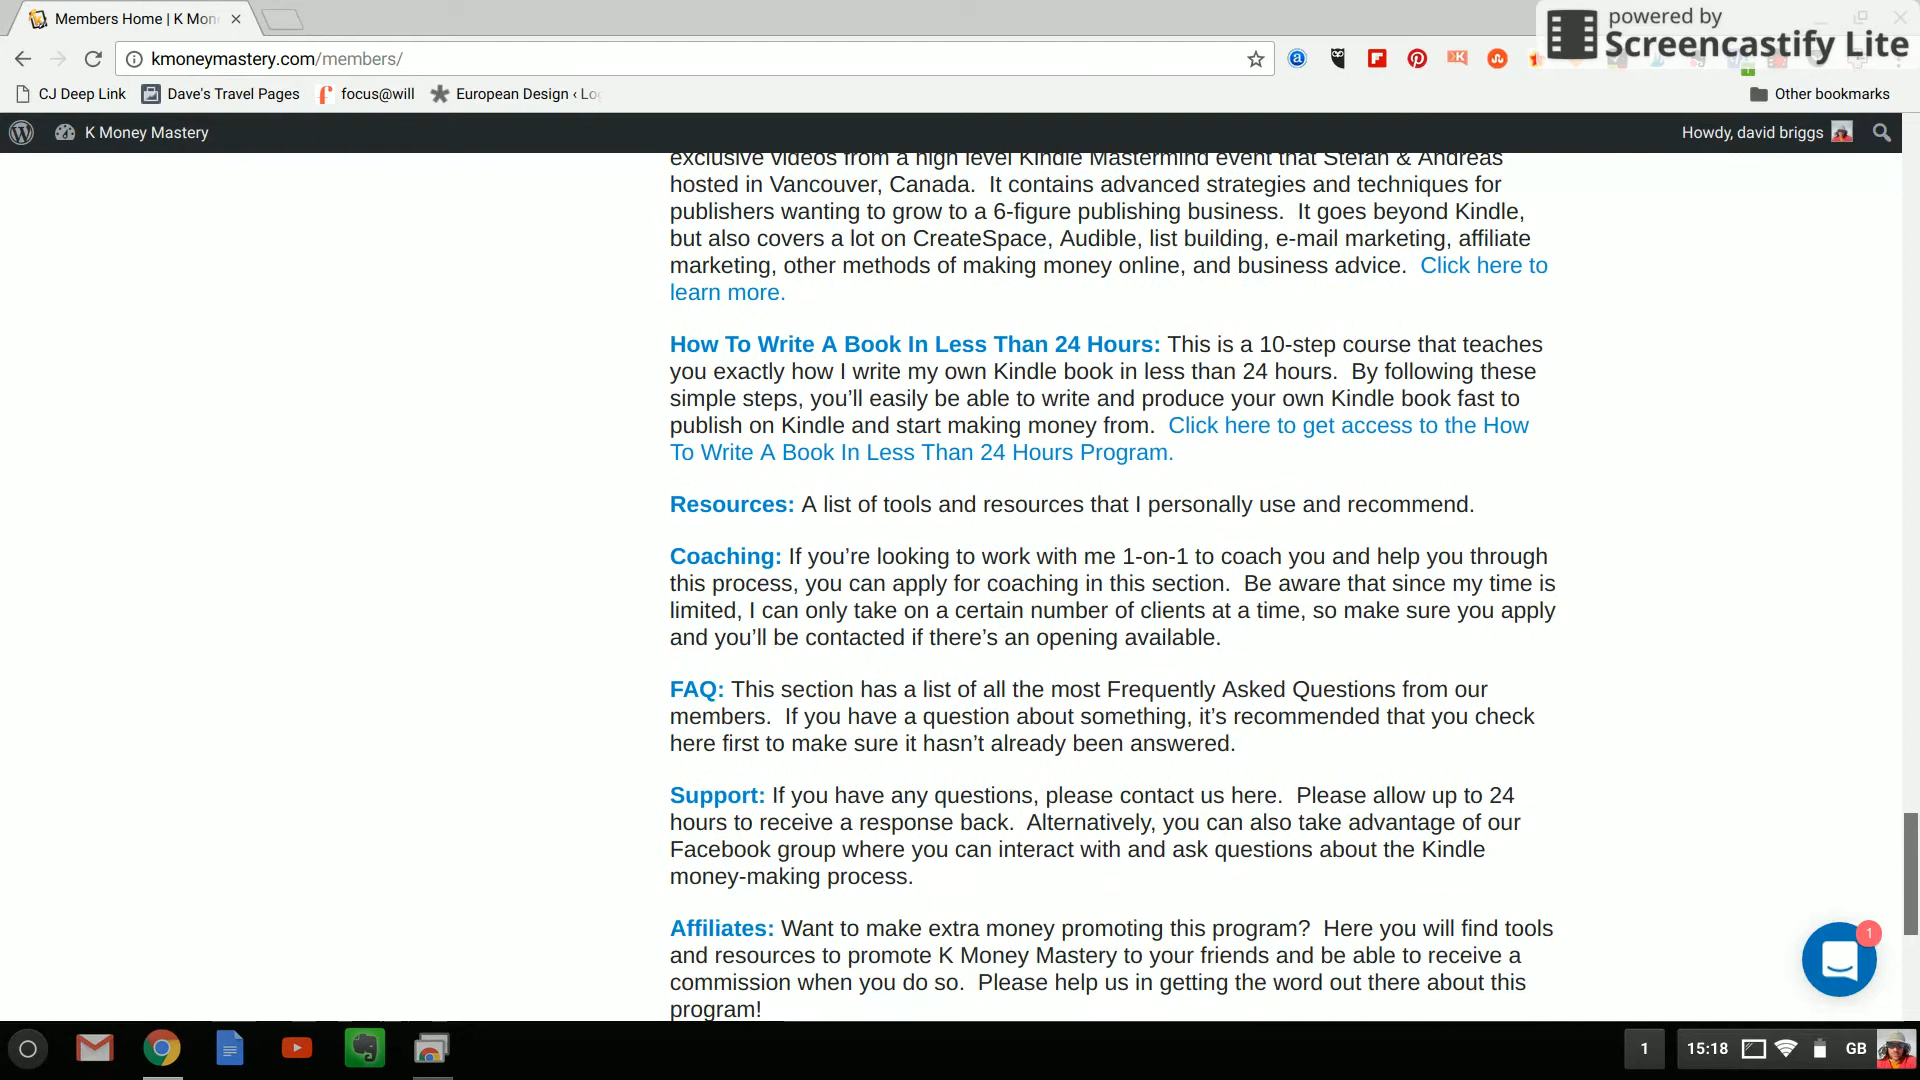 Members Home | K Mon
powered by
Screencastify Lite
kmoneymastery.com/members/
CJ Deep Link
Dave's Travel Pages
focus@will
European Design ‹ Lo
Other bookmarks
K Money Mastery
Howdy, david briggs
exclusive videos from a high level Kindle Mastermind event that Stefan & Andreas
hosted in Vancouver, Canada. It contains advanced strategies and techniques for
publishers wanting to grow to a 6-figure publishing business. It goes beyond Kindle,
but also covers a lot on CreateSpace, Audible, list building, e-mail marketing, affiliate
marketing, other methods of making money online, and business advice. Click here to
learn more.
How To Write A Book In Less Than 24 Hours: This is a 10-step course that teaches
you exactly how I write my own Kindle book in less than 24 hours. By following these
simple steps, you’ll easily be able to write and produce your own Kindle book fast to
publish on Kindle and start making money from. Click here to get access to the How
To Write A Book In Less Than 24 Hours Program.
Resources: A list of tools and resources that I personally use and recommend.
Coaching: If you’re looking to work with me 1-on-1 to coach you and help you through
this process, you can apply for coaching in this section. Be aware that since my time is
limited, I can only take on a certain number of clients at a time, so make sure you apply
and you’ll be contacted if there’s an opening available.
FAQ: This section has a list of all the most Frequently Asked Questions from our
members. If you have a question about something, it’s recommended that you check
here first to make sure it hasn’t already been answered.
Support: If you have any questions, please contact us here. Please allow up to 24
hours to receive a response back. Alternatively, you can also take advantage of our
Facebook group where you can interact with and ask questions about the Kindle
money-making process.
Affiliates: Want to make extra money promoting this program? Here you will find tools
and resources to promote K Money Mastery to your friends and be able to receive a
commission when you do so. Please help us in getting the word out there about this
program!
1
1
15:18
GB